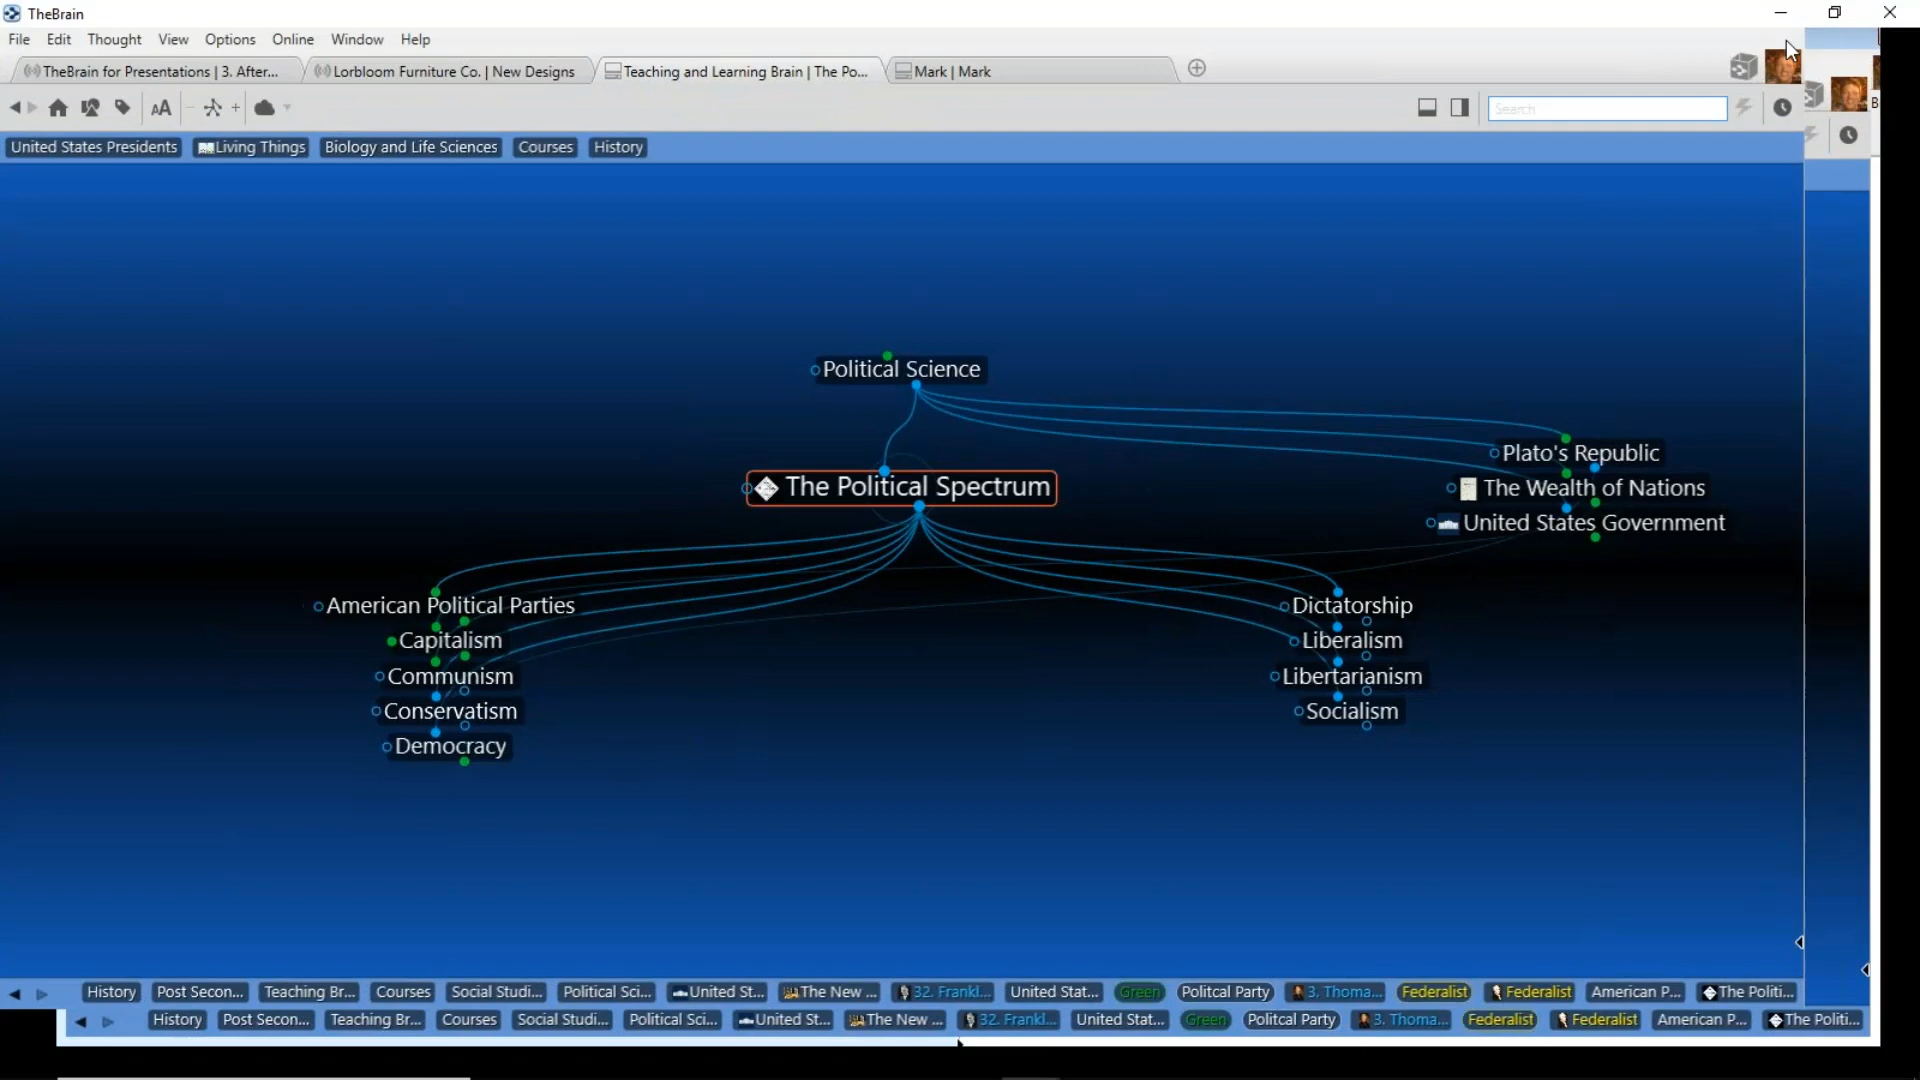 TheBrain
File Edit Thought View Options Online Window Help
TheBrain for Presentations | 3. After... Lorbloom Furniture Co. | New Designs Teaching and Learning Brain | The Po... Mark | Mark
AA Search
United States Presidents Living Things Biology and Life Sciences Courses History
Political Science
Plato's Republic
The Political Spectrum The Wealth of Nations
United States Government
American Political Parties Dictatorship
Capitalism Liberalism
Communism Libertarianism
Conservatism Socialism
Democracy
History Post Secon... Teaching Br... Courses Social Studi... Political Sci... United St... The New ... 32. Frankl... United Stat... Green Politcal Party 3. Thoma... Federalist Federalist American P... The Politi...
History Post Secon... Teaching Br... Courses Social Studi... Political Sci... United St... The New ... 32. Frankl... United Stat... Green Politcal Party 3. Thoma... Federalist Federalist American P... The Politi...